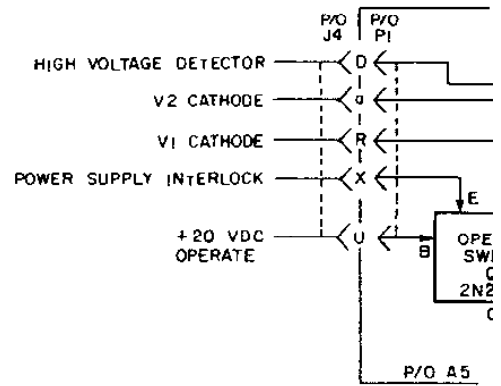 P/O P/O
J4 P1
HIGH VOLTAGE DETECTOR D
V2 CATHODE a
V1 CATHODE R
POWER SUPPLY INTERLOCK X
E
+20 VDC U
OPERATE
B
OPE
SWI
2N2
P/O A5